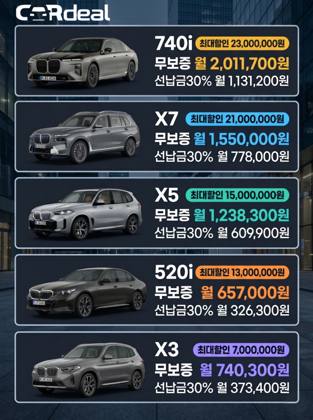 CARdeal
740i 최대할인 23,000,000원
무보증 월 2,011,700원
선납금30% 월 1,131,200원
X7 최대할인 21,000,000원
무보증 월 1,550,000원
선납금30% 월 778,000원
X5 최대할인 15,000,000원
무보증 월 1,238,300원
선납금30% 월 609,900원
520i 최대할인 13,000,000원
무보증 월 657,000원
선납금30% 월 326,300원
X3 최대할인 7,000,000원
무보증 월 740,300원
선납금30% 월 373,400원